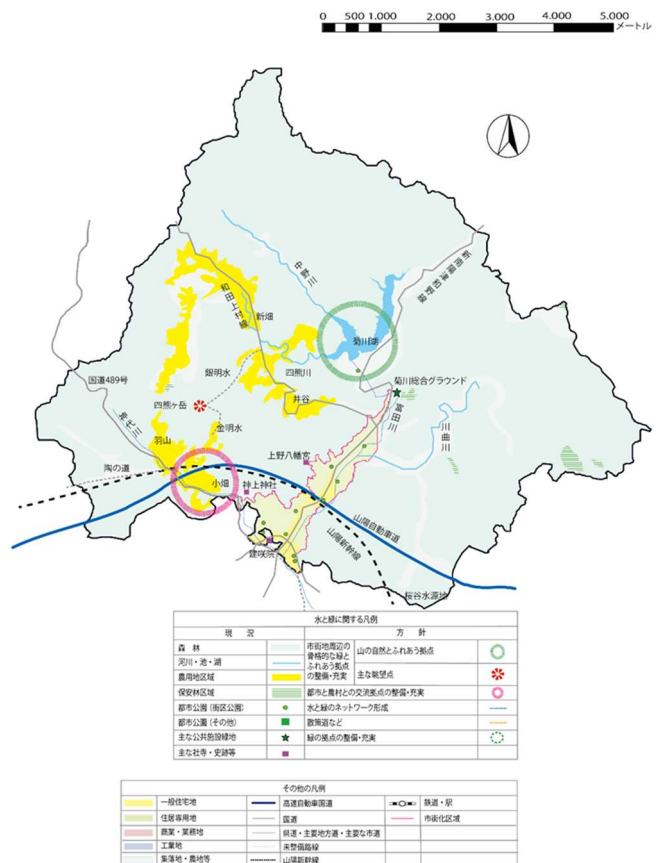 0 500 1.000 2.000 3.000 4.000 5.000
メートル
中野川
新南陽津和野線
和田上村線
新畑
菊川湖
銀明水
四熊川
国道489号
菊川総合グラウンド
四熊ヶ岳
井谷
富田川
川曲川
金明水
羽山
上野八幡宮
陶の道
小畑
神上神社
山陽自動車道
山陽新幹線
建咲院
桜谷水源地
水と緑に関する凡例
現 況
方 針
森 林
市街地周辺の骨格的な緑とふれあう拠点の整備・充実
山の自然とふれあう拠点
河川・池・湖
農用地区域
主な眺望点
保安林区域
都市と農村との交流拠点の整備・充実
都市公園 (街区公園)
水と緑のネットワーク形成
都市公園 (その他)
散策道など
主な公共施設緑地
緑の拠点の整備・充実
主な社寺・史跡等
その他の凡例
一般住宅地
高速自動車国道
鉄道・駅
住居専用地
国道
市街化区域
商業・業務地
県道・主要地方道・主要な市道
工業地
未整備路線
集落地・農地等
山陽新幹線